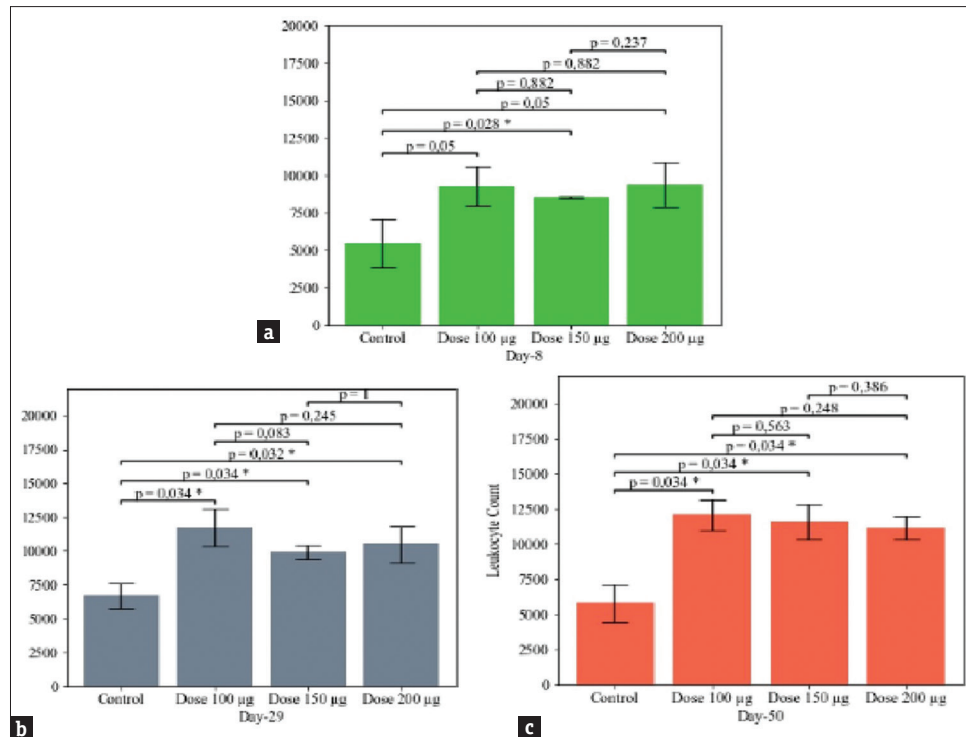 20000
17500
15000
12500
10000
7500
5000
2500
0
p = 0,237
p = 0,882
p = 0,882
p = 0,05
p = 0,028 *
p = 0,05
Control Dose 100 µg Dose 150 µg Dose 200 µg
Day-8
a
20000
17500
15000
12500
10000
7500
5000
2500
0
p = 1
p = 0,245
p = 0,083
p = 0,032 *
p = 0,034 *
p = 0,034 *
Control Dose 100 µg Dose 150 µg Dose 200 µg
Day-29
b
Leukocyte Count
20000
17500
15000
12500
10000
7500
5000
2500
0
p = 0,386
p = 0,248
p = 0,563
p = 0,034 *
p = 0,034 *
p = 0,034 *
Control Dose 100 µg Dose 150 µg Dose 200 µg
Day-50
c